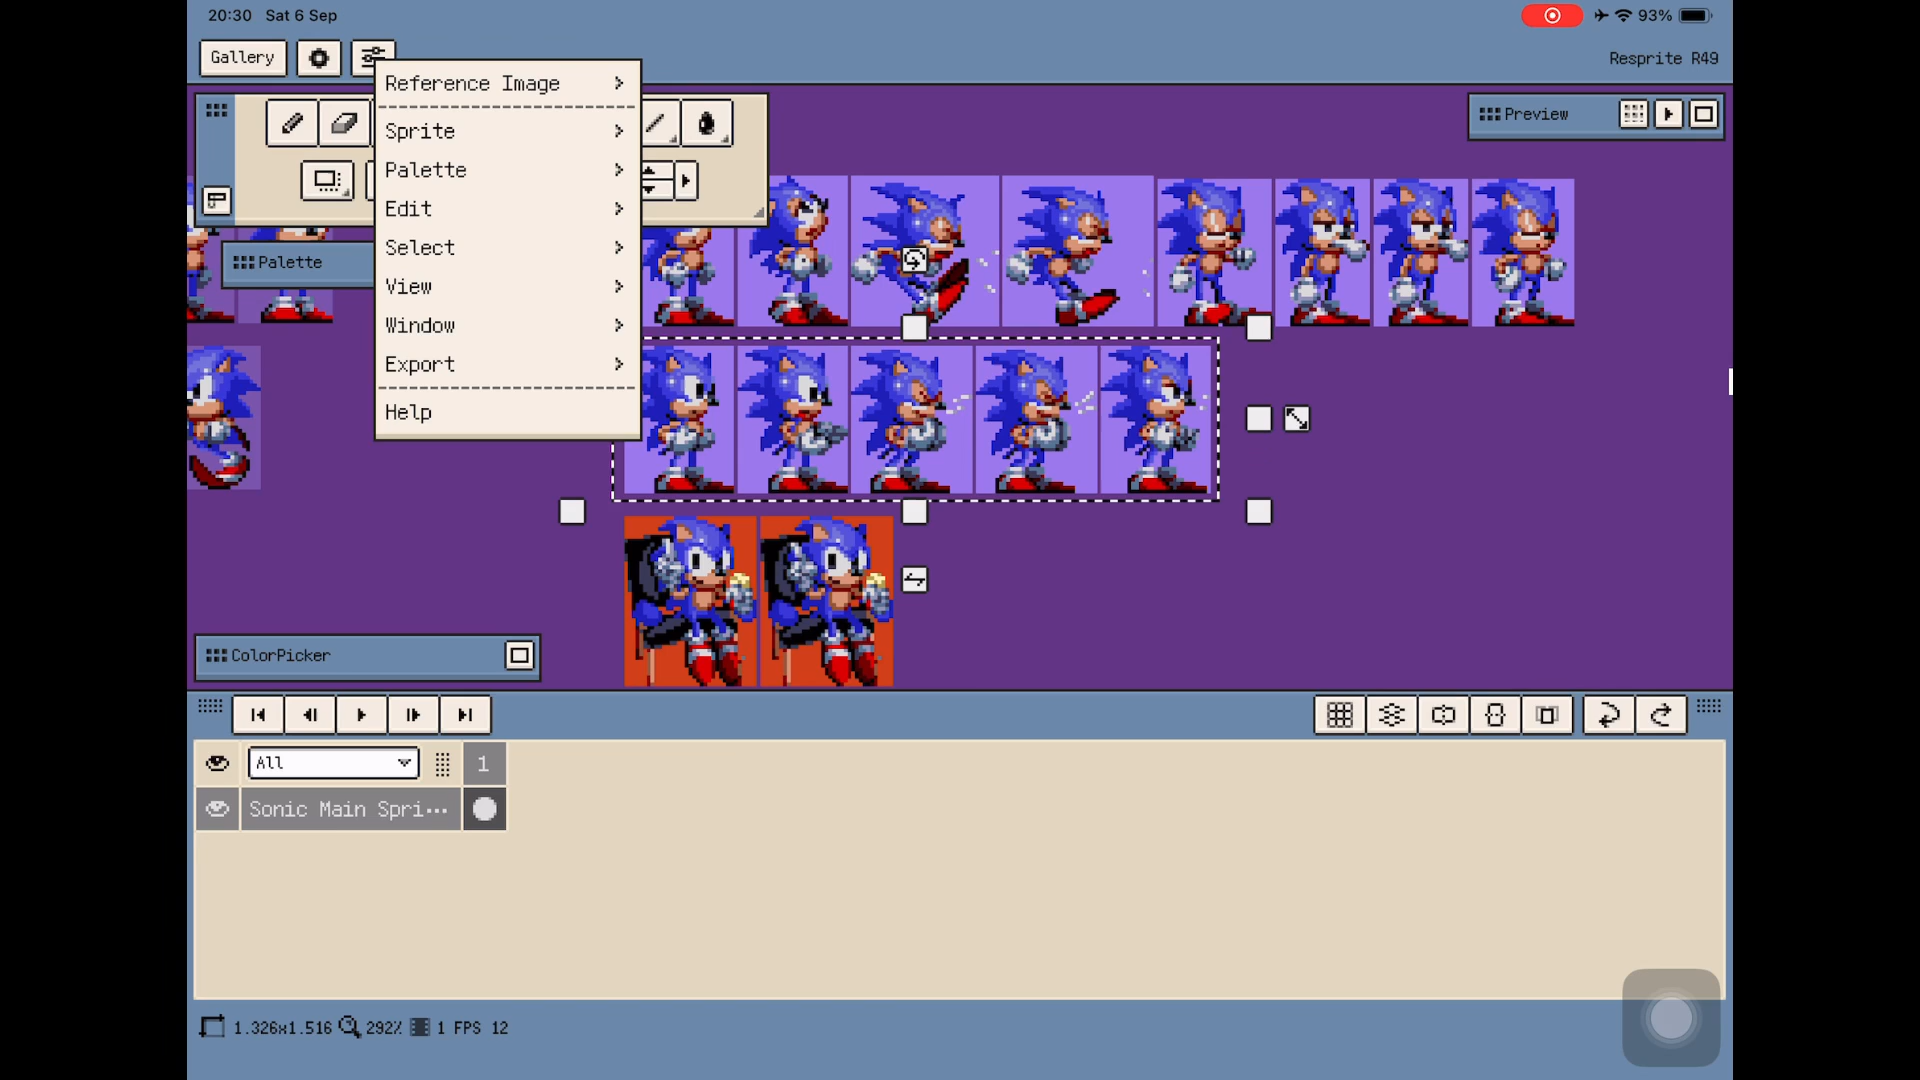 20:30 Sat 6 Sep
93%
Gallery
Resprite R49
Reference Image
Sprite
Palette
Edit
Select
View
Window
Export
Help
Preview
Palette
ColorPicker
All
1
Sonic Main Spri...
1.326x1.516 292% 1 FPS 12